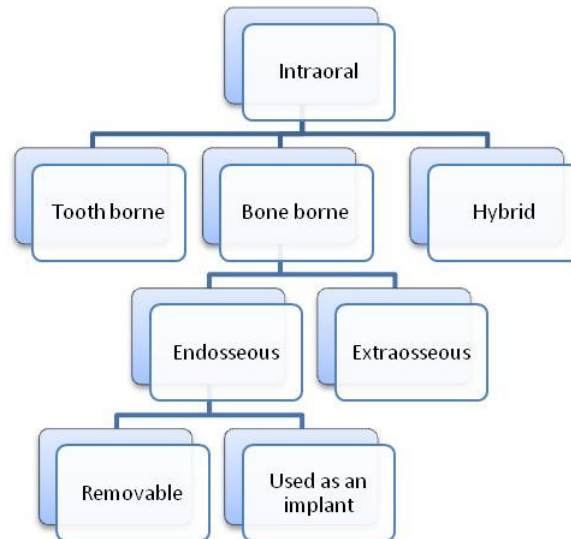 Intraoral
Tooth borne
Bone borne
Hybrid
Endosseous
Extraosseous
Removable
Used as an
implant